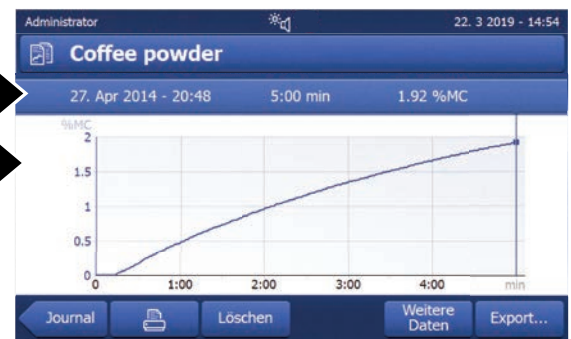 Administrator 22. 3 2019 - 14:54
Coffee powder
27. Apr 2014 - 20:48 5:00 min 1.92 %MC
%MC
2
1.5
1
0.5
0
0 1:00 2:00 3:00 4:00 min
Journal Löschen Weitere Daten Export...